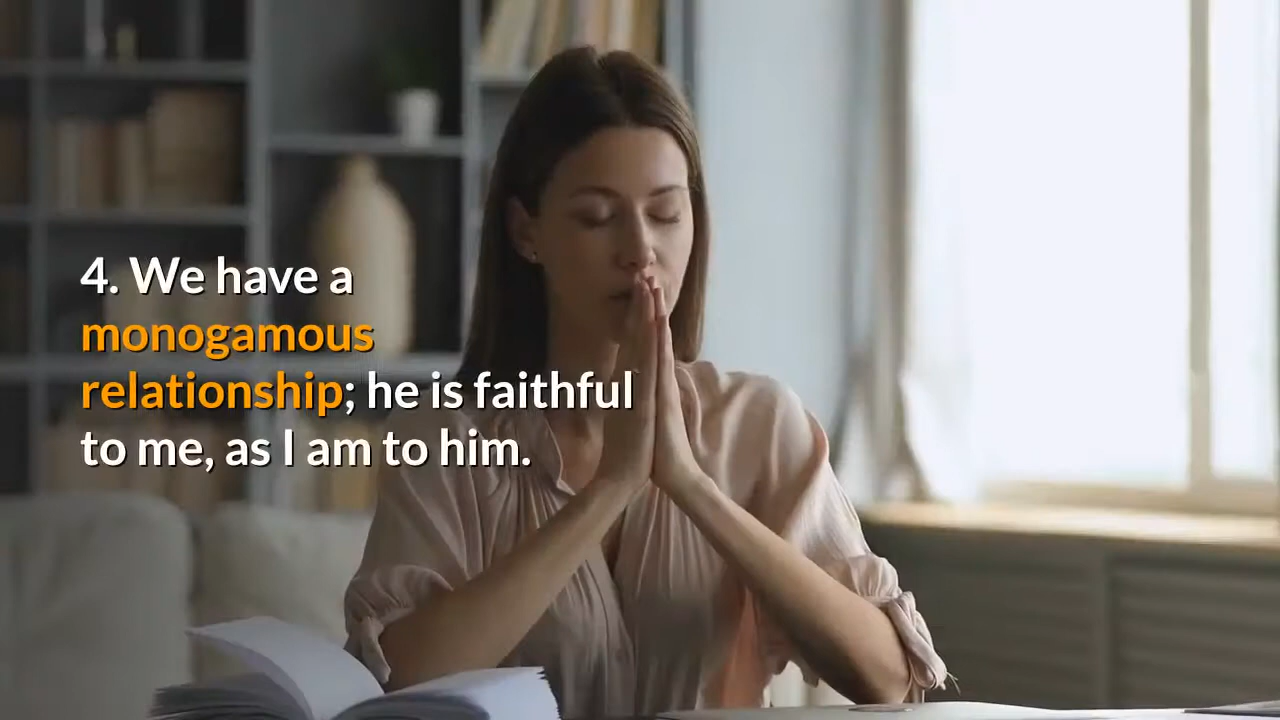 4. We have a
monogamous
relationship; he is faithful
to me, as I am to him.